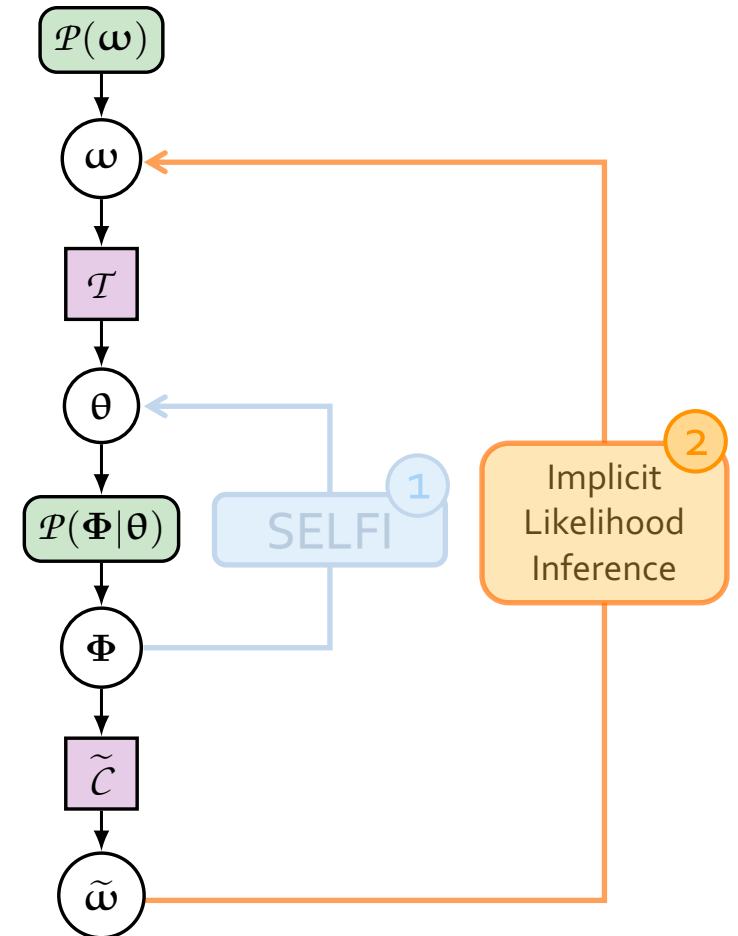 𝒫(ω)
ω
𝒯
θ
𝒫(Φ|θ)
1
SELFI
2
Implicit
Likelihood
Inference
Φ
C̃
ω̃